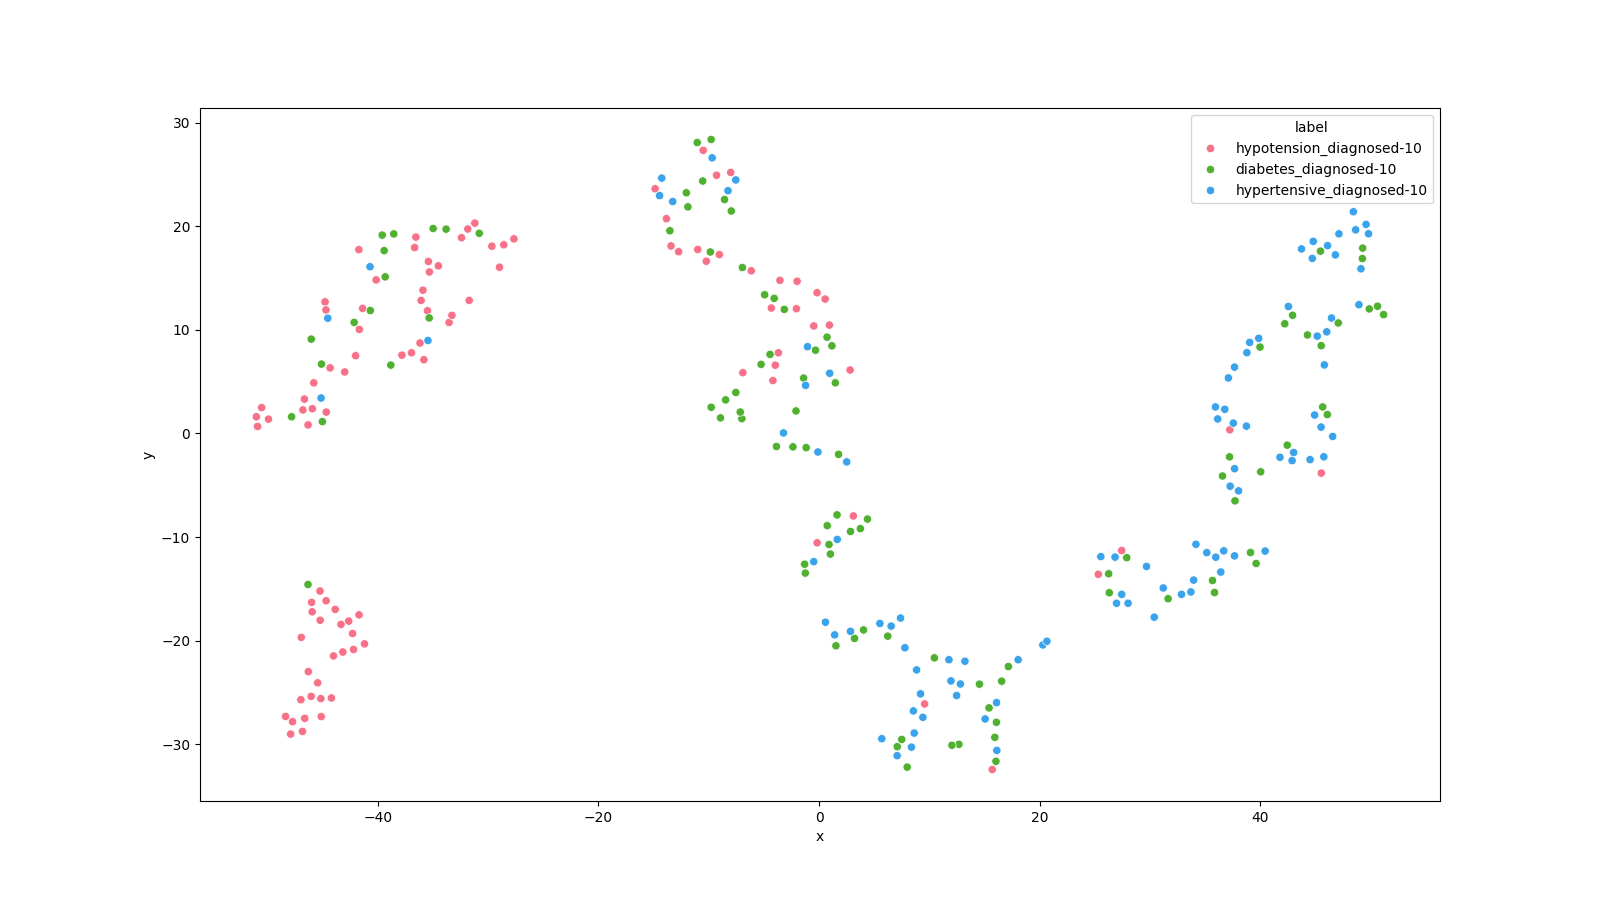 label
hypotension_diagnosed-10
diabetes_diagnosed-10
hypertensive_diagnosed-10
30
20
10
0
−10
−20
−30
y
−40
−20
0
20
40
x